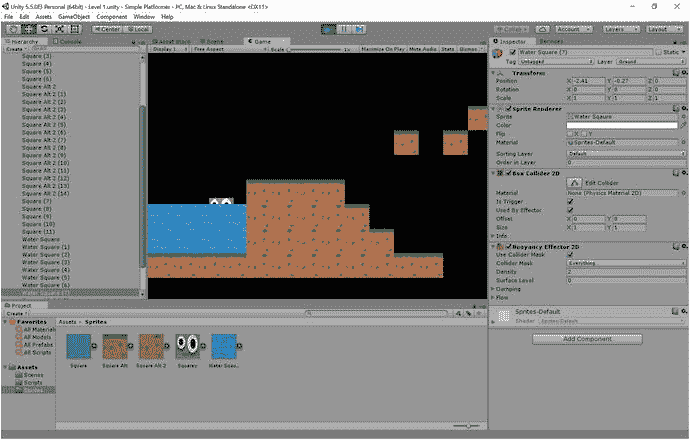 Unity 5.5.0f3 Personal (64bit) - Level 1.unity - Simple Platformer - PC, Mac & Linux Standalone <DX11>
File Edit Assets GameObject Component Window Help
Center Local Collab Account Layers Layout
Hierarchy Console Asset Store Scene Game Inspector Services
Create Display 1 Free Aspect Scale 1x Maximize On Play Mute Audio Stats Gizmos
Square (3)
Square (4)
Square (5)
Square (6)
Square Alt 2
Square Alt 2 (1)
Square Alt 2 (2)
Square Alt 2 (3)
Square Alt 2 (4)
Square Alt 2 (5)
Square Alt 2 (6)
Square Alt 2 (7)
Square Alt 2 (8)
Square Alt 2 (9)
Square Alt 2 (10)
Square Alt 2 (11)
Square Alt 2 (12)
Square Alt 2 (13)
Square Alt 2 (14)
Square (7)
Square (8)
Square (9)
Square (10)
Square (11)
Water Square
Water Square (1)
Water Square (2)
Water Square (3)
Water Square (4)
Water Square (5)
Water Square (6)
Water Square (7)
Water Square (7) Static
Tag Untagged Layer Ground
Transform
Position X -2.41 Y -0.27 Z 0
Rotation X 0 Y 0 Z 0
Scale X 1 Y 1 Z 1
Sprite Renderer
Sprite Water Sqaure
Color
Flip X Y
Material Sprites-Default
Sorting Layer Default
Order in Layer 0
Box Collider 2D
Edit Collider
Material None (Physics Material 2D)
Is Trigger
Used By Effector
Offset X 0 Y 0
Size X 1 Y 1
Info
Buoyancy Effector 2D
Use Collider Mask
Collider Mask Everything
Density 2
Surface Level 0
Damping
Flow
Sprites-Default
Shader Sprites/Default
Add Component
Project
Create
Favorites
All Materials
All Models
All Prefabs
All Scripts
Assets
Scenes
Scripts
Sprites
Assets Sprites
Square Square Alt Square Alt 2 Squarey Water Sqau...